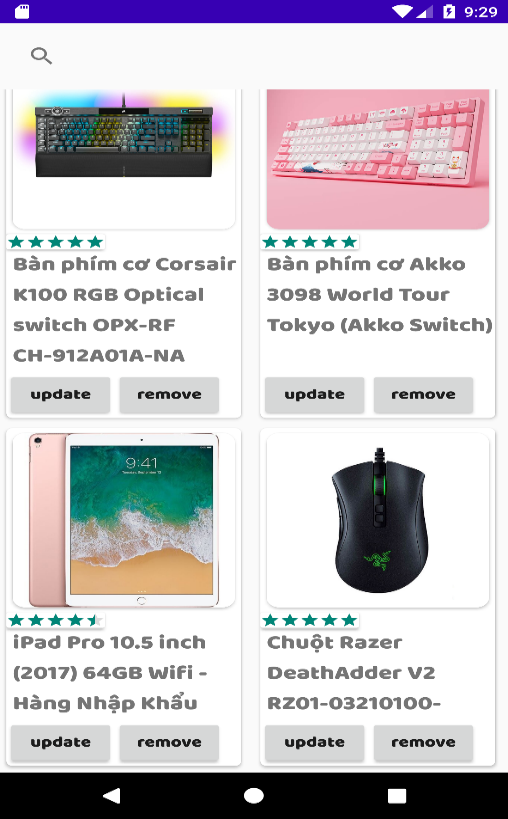 9:29
Bàn phím cơ Corsair
K100 RGB Optical
switch OPX-RF
CH-912A01A-NA
update remove
Bàn phím cơ Akko
3098 World Tour
Tokyo (Akko Switch)
update remove
9:41
iPad Pro 10.5 inch
(2017) 64GB Wifi -
Hàng Nhập Khẩu
update remove
Chuột Razer
DeathAdder V2
RZ01-03210100-
update remove